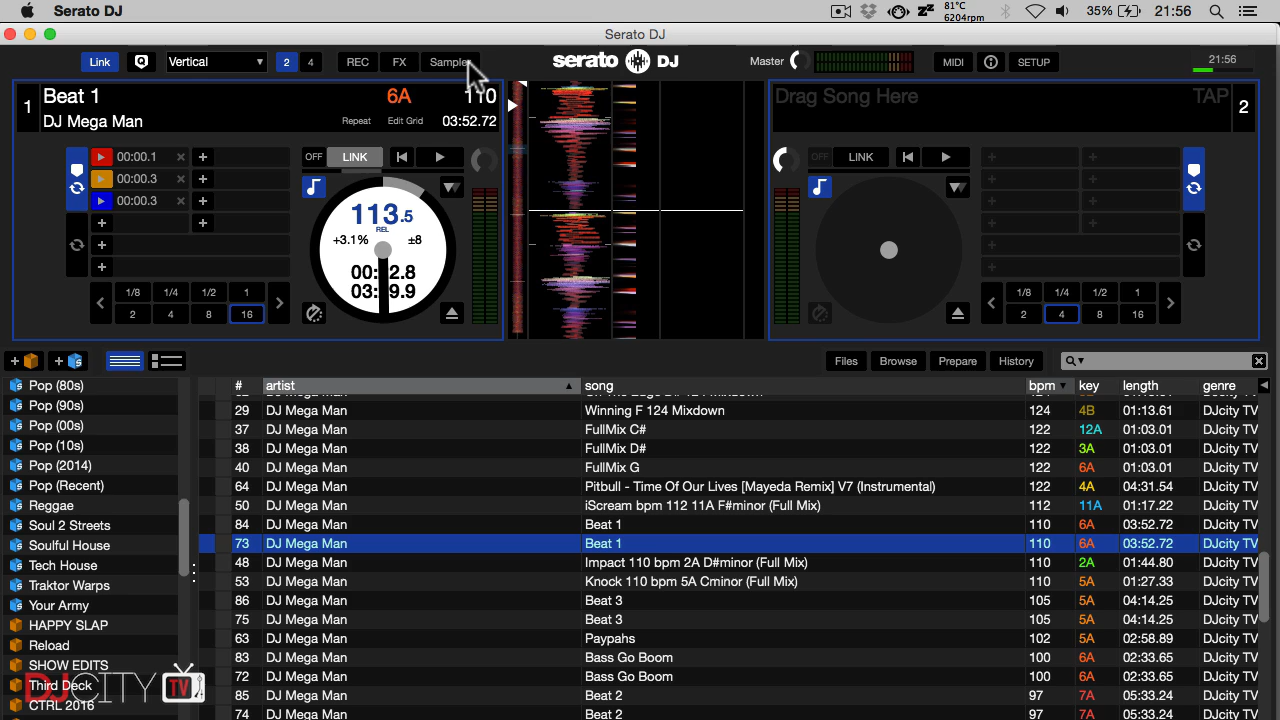 Serato DJ
81°C
6204rpm
35%
21:56
Serato DJ
Link
Vertical
2
4
REC
FX
Sampler
serato DJ
Master
MIDI
SETUP
21:56
1
Beat 1
6A
110
DJ Mega Man
Repeat
Edit Grid
03:52.72
Drag Song Here
TAP
2
00:00.1
00:00.3
00:00.3
OFF
LINK
113.5
REL
+3.1%
±8
OFF
LINK
1/8
1/4
1/2
1
2
4
8
16
1/8
1/4
1/2
1
2
4
8
16
Files
Browse
Prepare
History
# artist song bpm key length genre
Pop (80s)
Pop (90s)
Pop (00s)
Pop (10s)
Pop (2014)
Pop (Recent)
Reggae
Soul 2 Streets
Soulful House
Tech House
Traktor Warps
Your Army
HAPPY SLAP
Reload
SHOW EDITS
Third Deck
CTRL 2016
DJCITY TV
29 DJ Mega Man Winning F 124 Mixdown 124 4B 01:13.61 DJcity TV
37 DJ Mega Man FullMix C# 122 12A 01:03.01 DJcity TV
38 DJ Mega Man FullMix D# 122 3A 01:03.01 DJcity TV
40 DJ Mega Man FullMix G 122 6A 01:03.01 DJcity TV
64 DJ Mega Man Pitbull - Time Of Our Lives [Mayeda Remix] V7 (Instrumental) 122 4A 04:31.54 DJcity TV
50 DJ Mega Man iScream bpm 112 11A F#minor (Full Mix) 112 11A 01:17.22 DJcity TV
84 DJ Mega Man Beat 1 110 6A 03:52.72 DJcity TV
73 DJ Mega Man Beat 1 110 6A 03:52.72 DJcity TV
48 DJ Mega Man Impact 110 bpm 2A D#minor (Full Mix) 110 2A 01:44.80 DJcity TV
53 DJ Mega Man Knock 110 bpm 5A Cminor (Full Mix) 110 5A 01:27.33 DJcity TV
86 DJ Mega Man Beat 3 105 5A 04:14.25 DJcity TV
75 DJ Mega Man Beat 3 105 5A 04:14.25 DJcity TV
63 DJ Mega Man Paypahs 102 5A 02:58.89 DJcity TV
83 DJ Mega Man Bass Go Boom 100 6A 02:33.65 DJcity TV
72 DJ Mega Man Bass Go Boom 100 6A 02:33.65 DJcity TV
85 DJ Mega Man Beat 2 97 7A 05:33.24 DJcity TV
74 DJ Mega Man Beat 2 97 7A 05:33.24 DJcity TV